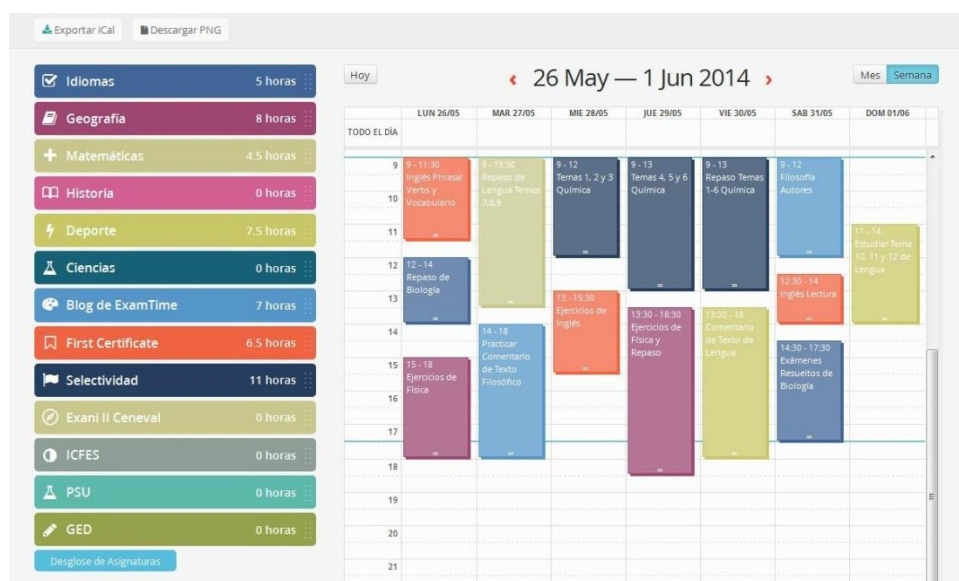 Exportar iCal
Descargar PNG
Idiomas 5 horas
Geografía 8 horas
Matemáticas 4.5 horas
Historia 0 horas
Deporte 7.5 horas
Ciencias 0 horas
Blog de ExamTime 7 horas
First Certificate 6.5 horas
Selectividad 11 horas
Exani II Ceneval 0 horas
ICFES 0 horas
PSU 0 horas
GED 0 horas
Desglose de Asignaturas
Hoy
26 May — 1 Jun 2014
Mes Semana
LUN 26/05 MAR 27/05 MIE 28/05 JUE 29/05 VIE 30/05 SAB 31/05 DOM 01/06
TODO EL DÍA
9
10
11
12
13
14
15
16
17
18
19
20
21
9 - 11:30
Inglés Phrasal
Verbs y
Vocabulario
12 - 14
Repaso de
Biología
15 - 18
Ejercicios de
Física
9 - 13:30
Repaso de
Lengua Temas
7,8,9
14 - 18
Practicar
Comentario
de Texto
Filosófico
9 - 12
Temas 1, 2 y 3
Química
13 - 15:30
Ejercicios de
Inglés
9 - 13
Temas 4, 5 y 6
Química
13:30 - 18:30
Ejercicios de
Física y
Repaso
9 - 13
Repaso Temas
1-6 Química
13:30 - 18
Comentario
de Texto de
Lengua
9 - 12
Filosofía
Autores
12:30 - 14
Inglés Lectura
14:30 - 17:30
Exámenes
Resueltos de
Biología
11 - 14
Estudiar Tema
10, 11 y 12 de
Lengua